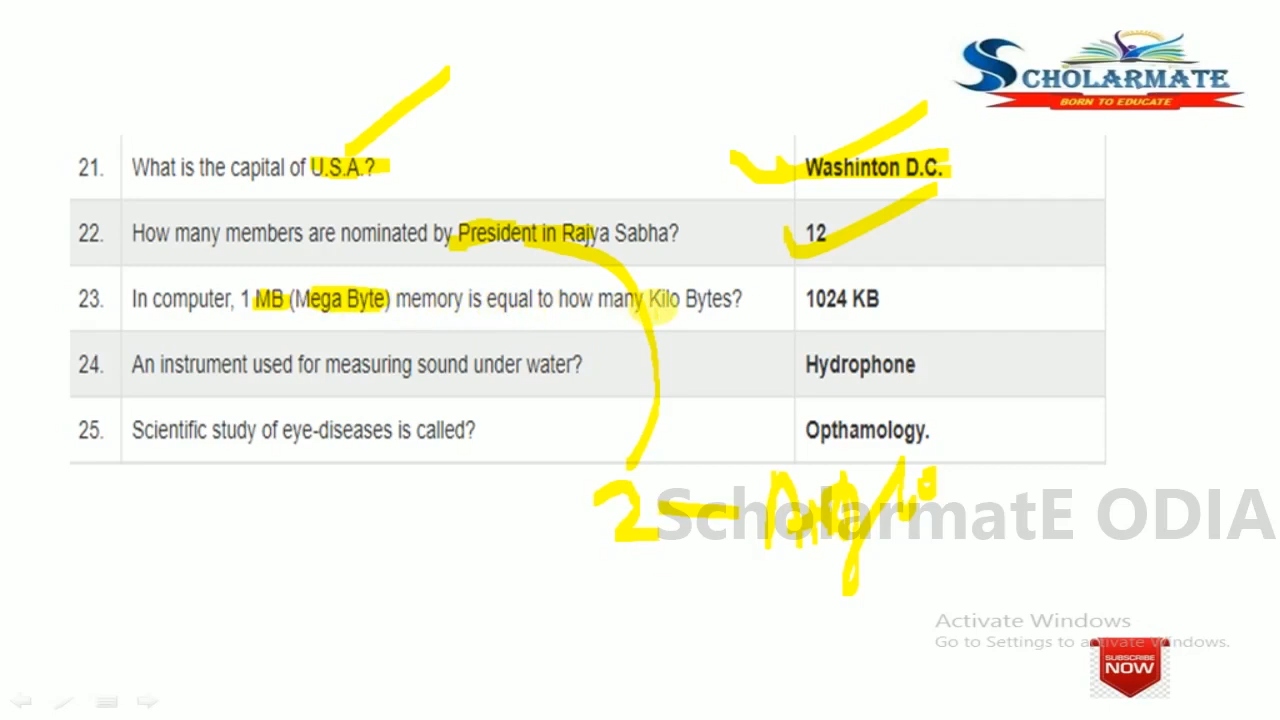 SCHOLARMATE
BORN TO EDUCATE
21. What is the capital of U.S.A.? Washinton D.C.
22. How many members are nominated by President in Rajya Sabha? 12
23. In computer, 1 MB (Mega Byte) memory is equal to how many Kilo Bytes? 1024 KB
24. An instrument used for measuring sound under water? Hydrophone
25. Scientific study of eye-diseases is called? Opthamology.
2 - Anglo
ScholarmatE ODIA
Activate Windows
Go to Settings to activate Windows.
SUBSCRIBE
NOW